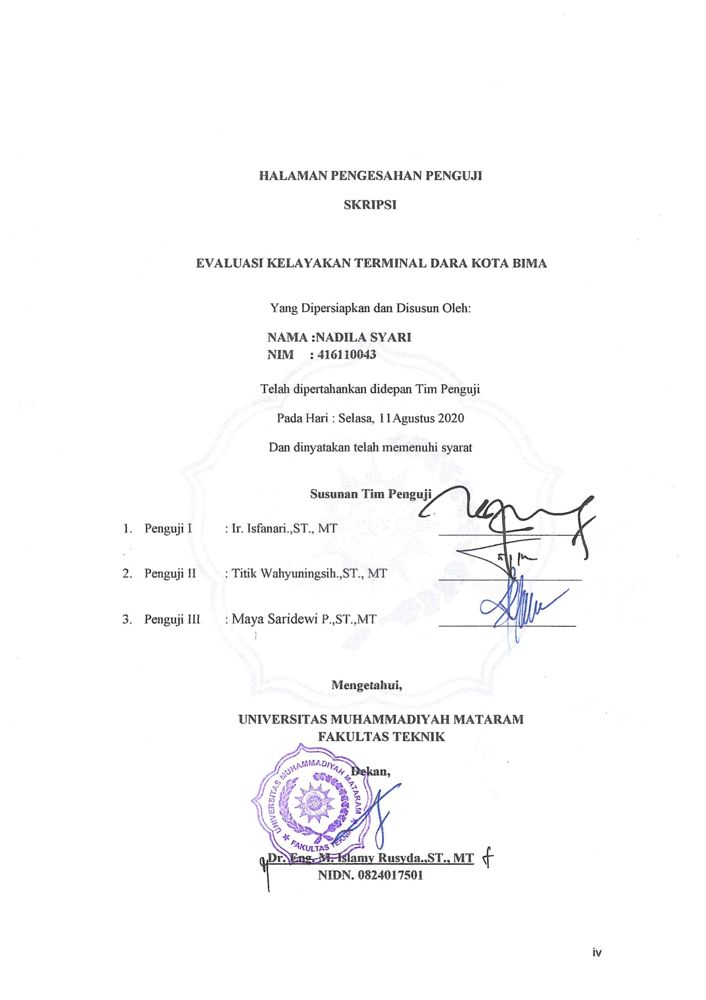 HALAMAN PENGESAHAN PENGUJI
SKRIPSI
EVALUASI KELAYAKAN TERMINAL DARA KOTA BIMA
Yang Dipersiapkan dan Disusun Oleh:
NAMA :NADILA SYARI
NIM : 416110043
Telah dipertahankan didepan Tim Penguji
Pada Hari : Selasa, 11Agustus 2020
Dan dinyatakan telah memenuhi syarat
Susunan Tim Penguji
1. Penguji I : Ir. Isfanari.,ST., MT
2. Penguji II : Titik Wahyuningsih.,ST., MT
3. Penguji III : Maya Saridewi P.,ST.,MT
Mengetahui,
UNIVERSITAS MUHAMMADIYAH MATARAM
FAKULTAS TEKNIK
Dekan,
UNIVERSITAS MUHAMMADIYAH MATARAM
FAKULTAS TEKNIK
Dr. Eng. M. Islamy Rusyda.,ST., MT
NIDN. 0824017501
iv